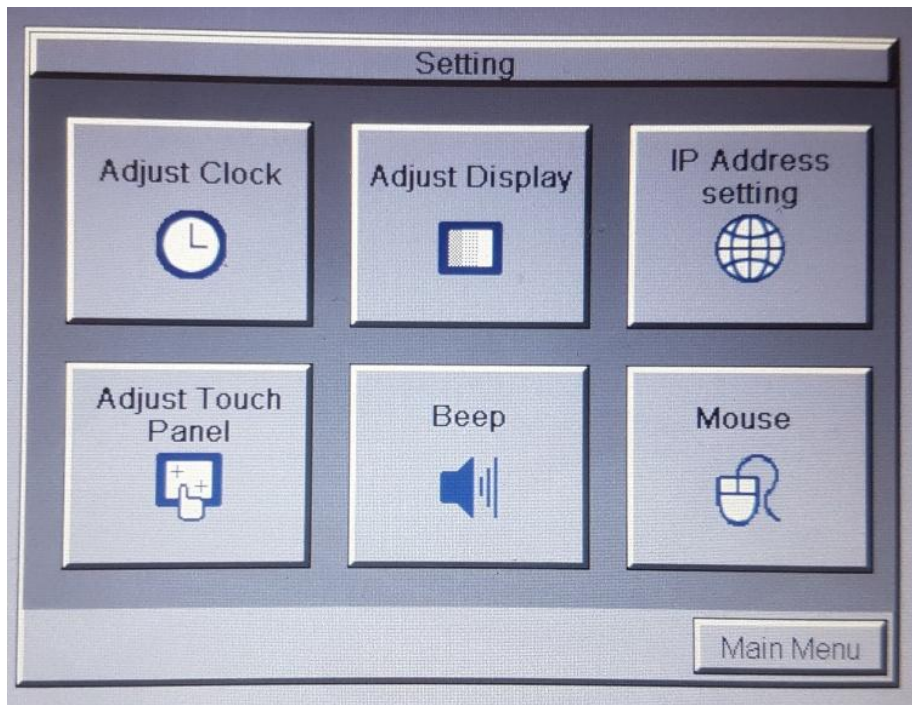 Setting
Adjust Clock
Adjust Display
IP Address
setting
Adjust Touch
Panel
Beep
Mouse
Main Menu